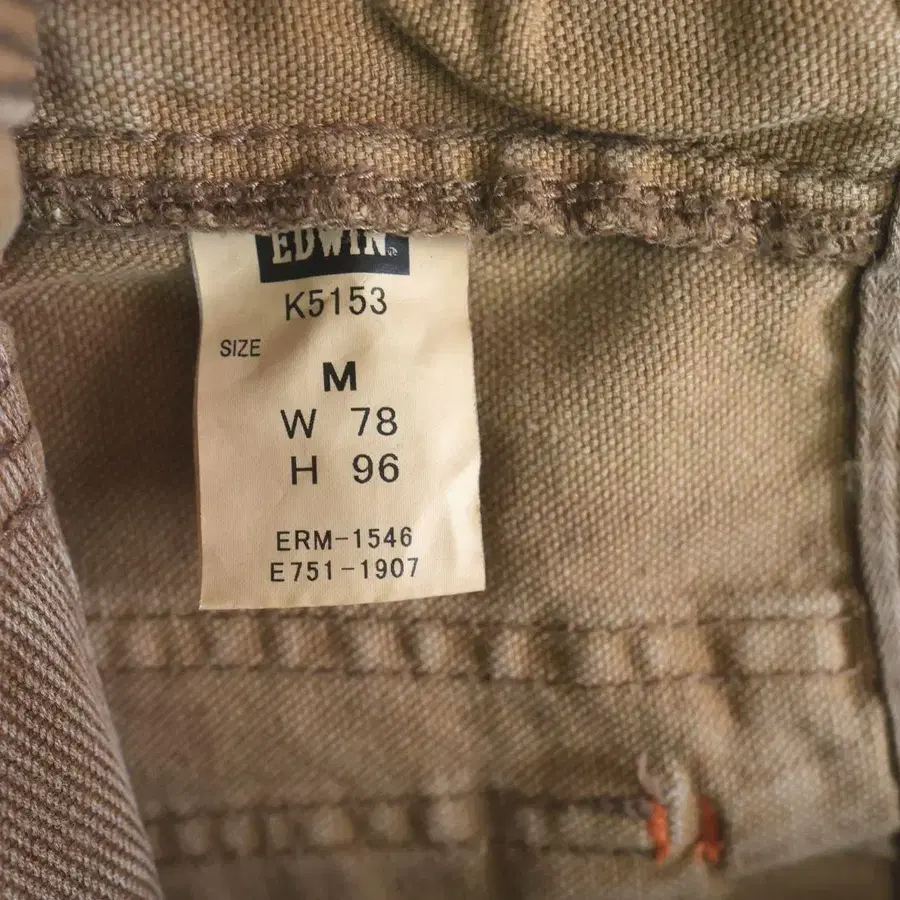 EDWIN®
K5153
SIZE
M
W 78
H 96
ERM-1546
E751-1907